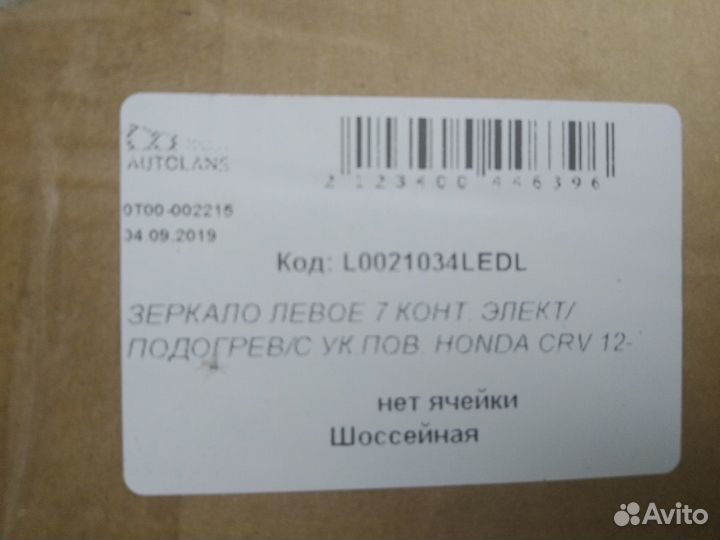 AUTOLANS
2 123400 446396
0T00-002215
04.09.2019
Код: L0021034LEDL
ЗЕРКАЛО ЛЕВОЕ 7 КОНТ. ЭЛЕКТ/
ПОДОГРЕВ/С УК.ПОВ. HONDA CRV 12-
нет ячейки
Шоссейная
Avito